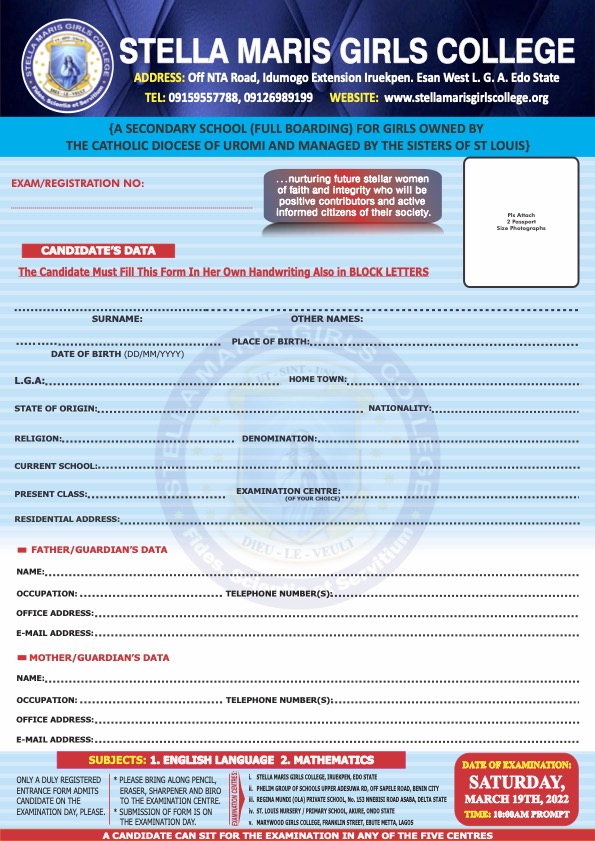 STELLA MARIS GIRLS COLLEGE
ADDRESS: Off NTA Road, Idumogo Extension Iruekpen. Esan West L. G. A. Edo State
TEL: 09159557788, 09126989199 WEBSITE: www.stellamarisgirlscollege.org
{A SECONDARY SCHOOL (FULL BOARDING) FOR GIRLS OWNED BY
THE CATHOLIC DIOCESE OF UROMI AND MANAGED BY THE SISTERS OF ST LOUIS}
EXAM/REGISTRATION NO:
...nurturing future stellar women
of faith and integrity who will be
positive contributors and active
informed citizens of their society.
Pls Attach
2 Passport
Size Photographs
CANDIDATE'S DATA
The Candidate Must Fill This Form In Her Own Handwriting Also in BLOCK LETTERS
SURNAME: OTHER NAMES:
PLACE OF BIRTH:
DATE OF BIRTH (DD/MM/YYYY)
L.G.A: HOME TOWN:
STATE OF ORIGIN: NATIONALITY:
RELIGION: DENOMINATION:
CURRENT SCHOOL:
PRESENT CLASS: EXAMINATION CENTRE:
(OF YOUR CHOICE)
RESIDENTIAL ADDRESS:
STELLA MARIS GIRLS COLLEGE
DIEU - LE - VEULT
Fides, Scientia et Servitium
FATHER/GUARDIAN'S DATA
NAME:
OCCUPATION: TELEPHONE NUMBER(S):
OFFICE ADDRESS:
E-MAIL ADDRESS:
MOTHER/GUARDIAN'S DATA
NAME:
OCCUPATION: TELEPHONE NUMBER(S):
OFFICE ADDRESS:
E-MAIL ADDRESS:
SUBJECTS: 1. ENGLISH LANGUAGE 2. MATHEMATICS
ONLY A DULY REGISTERED
ENTRANCE FORM ADMITS
CANDIDATE ON THE
EXAMINATION DAY, PLEASE.
* PLEASE BRING ALONG PENCIL,
ERASER, SHARPENER AND BIRO
TO THE EXAMINATION CENTRE.
* SUBMISSION OF FORM IS ON
THE EXAMINATION DAY.
EXAMINATION CENTRES:
i. STELLA MARIS GIRLS COLLEGE, IRUEKPEN, EDO STATE
ii. PHELIM GROUP OF SCHOOLS UPPER ADESUWA RD, OFF SAPELE ROAD, BENIN CITY
iii. REGINA MUNDI (OLA) PRIVATE SCHOOL, No. 153 NNEBISI ROAD ASABA, DELTA STATE
iv. ST. LOUIS NURSERY / PRIMARY SCHOOL, AKURE, ONDO STATE
v. MARYWOOD GIRLS COLLEGE, FRANKLIN STREET, EBUTE METTA, LAGOS
DATE OF EXAMINATION:
SATURDAY,
MARCH 19TH, 2022
TIME: 10:00AM PROMPT
A CANDIDATE CAN SIT FOR THE EXAMINATION IN ANY OF THE FIVE CENTRES